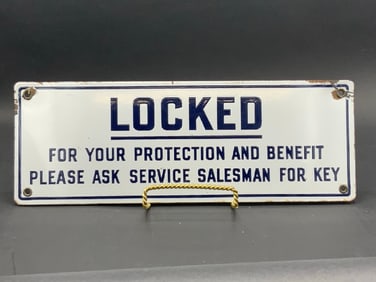 LOCKED
FOR YOUR PROTECTION AND BENEFIT
PLEASE ASK SERVICE SALESMAN FOR KEY